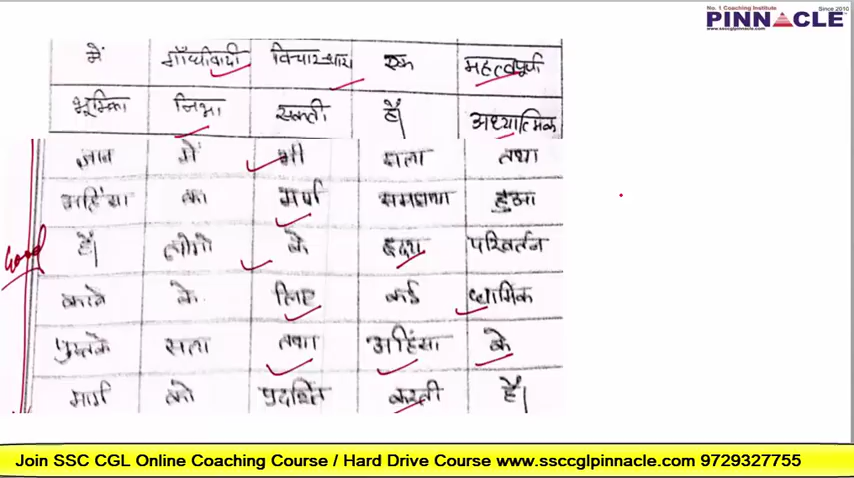 No. 1 Coaching Institute Since 2010
PINNACLE
www.ssccglpinnacle.com
में गाँधीवादी विचारधारा एक महत्वपूर्ण
भूमिका निभा सकती है। अध्यात्मिक
ज्ञान में भी सत्य तथा
अहिंसा का मार्ग समझाया हुआ
Good है। लोगो के हृदय परिवर्तन
करने के लिए कई धार्मिक
पुस्तके सत्य तथा अहिंसा के
मार्ग को प्रदर्शित करती है।
Join SSC CGL Online Coaching Course / Hard Drive Course www.ssccglpinnacle.com 9729327755